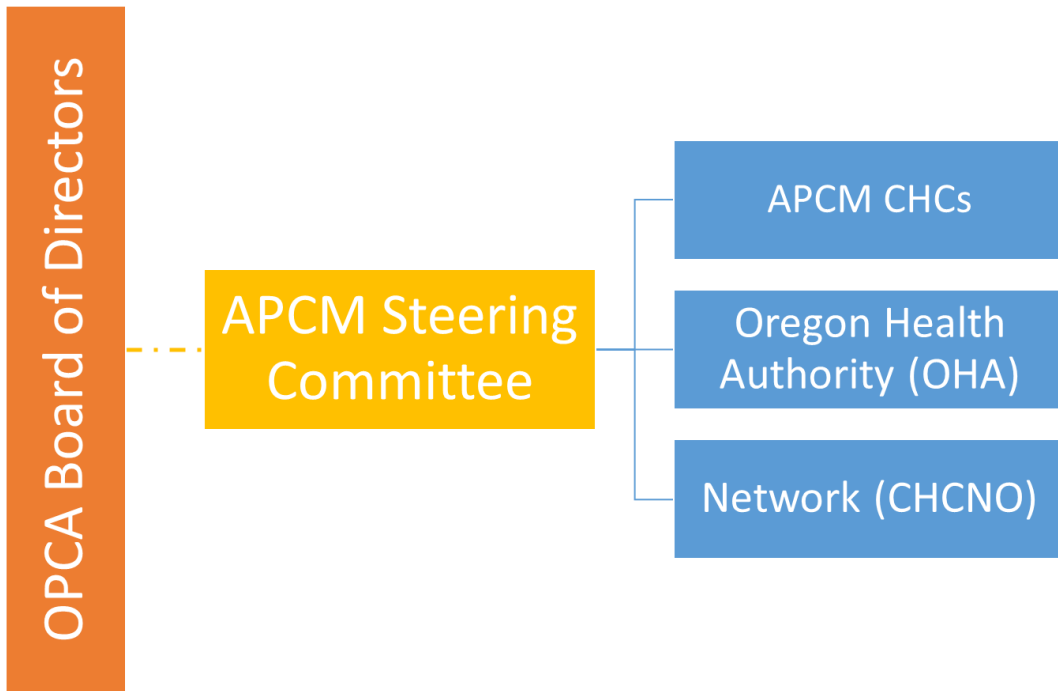 OPCA Board of Directors
APCM Steering
Committee
APCM CHCs
Oregon Health
Authority (OHA)
Network (CHCNO)